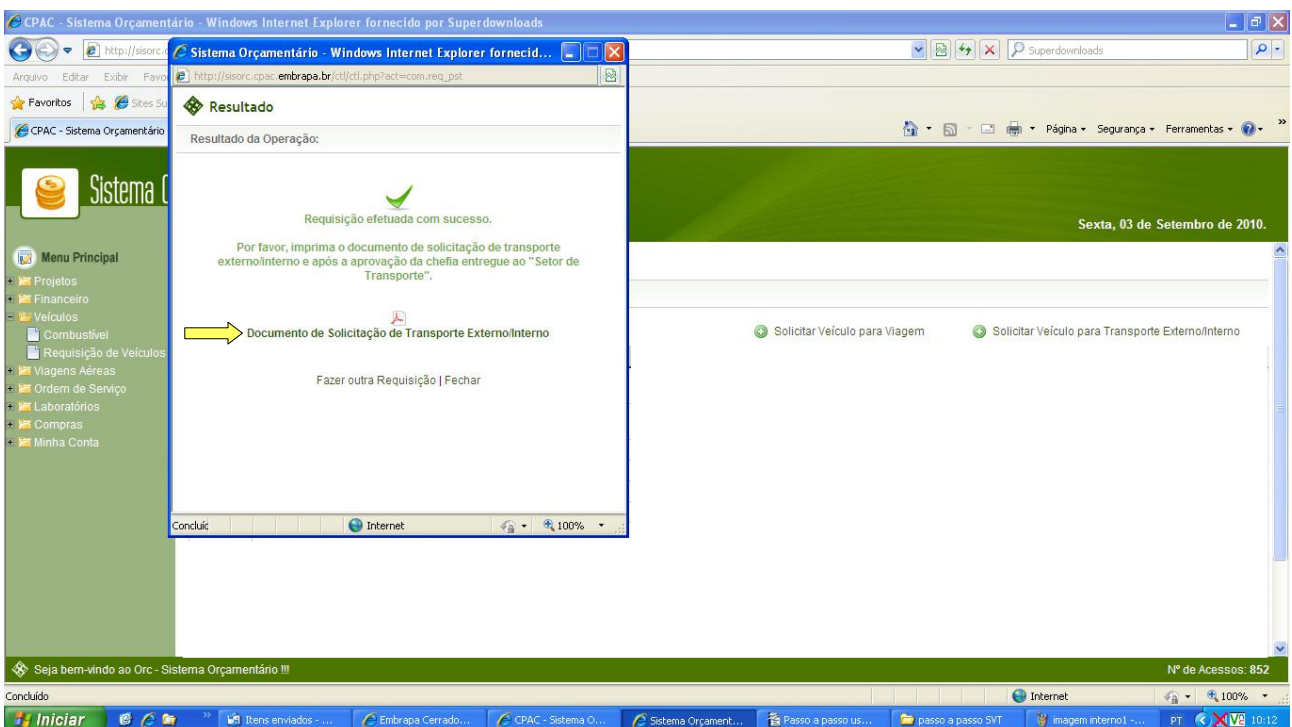 CPAC - Sistema Orçamentário - Windows Internet Explorer fornecido por Superdownloads
http://sisorc.c
Superdownloads
Arquivo Editar Exibir Favo
Favoritos Sites Su
CPAC - Sistema Orçamentário
Página Segurança Ferramentas
Sistema
Sexta, 03 de Setembro de 2010.
Menu Principal
Projetos
Financeiro
Veículos
Combustível
Requisição de Veículos
Viagens Aéreas
Ordem de Serviço
Laboratórios
Compras
Minha Conta
Sistema Orçamentário - Windows Internet Explorer fornecid...
http://sisorc.cpac.embrapa.br/ctl/ctl.php?act=com.req_pst
Resultado
Resultado da Operação:
Requisição efetuada com sucesso.
Por favor, imprima o documento de solicitação de transporte
externo/interno e após a aprovação da chefia entregue ao "Setor de
Transporte".
Documento de Solicitação de Transporte Externo/Interno
Fazer outra Requisição | Fechar
Concluíc Internet 100%
Solicitar Veículo para Viagem Solicitar Veículo para Transporte Externo/Interno
Seja bem-vindo ao Orc - Sistema Orçamentário !!! Nº de Acessos: 852
Concluído Internet 100%
Iniciar Itens enviados - ... Embrapa Cerrado... CPAC - Sistema O... Sistema Orçament... Passo a passo us... passo a passo SVT imagem interno1 -... PT 10:12